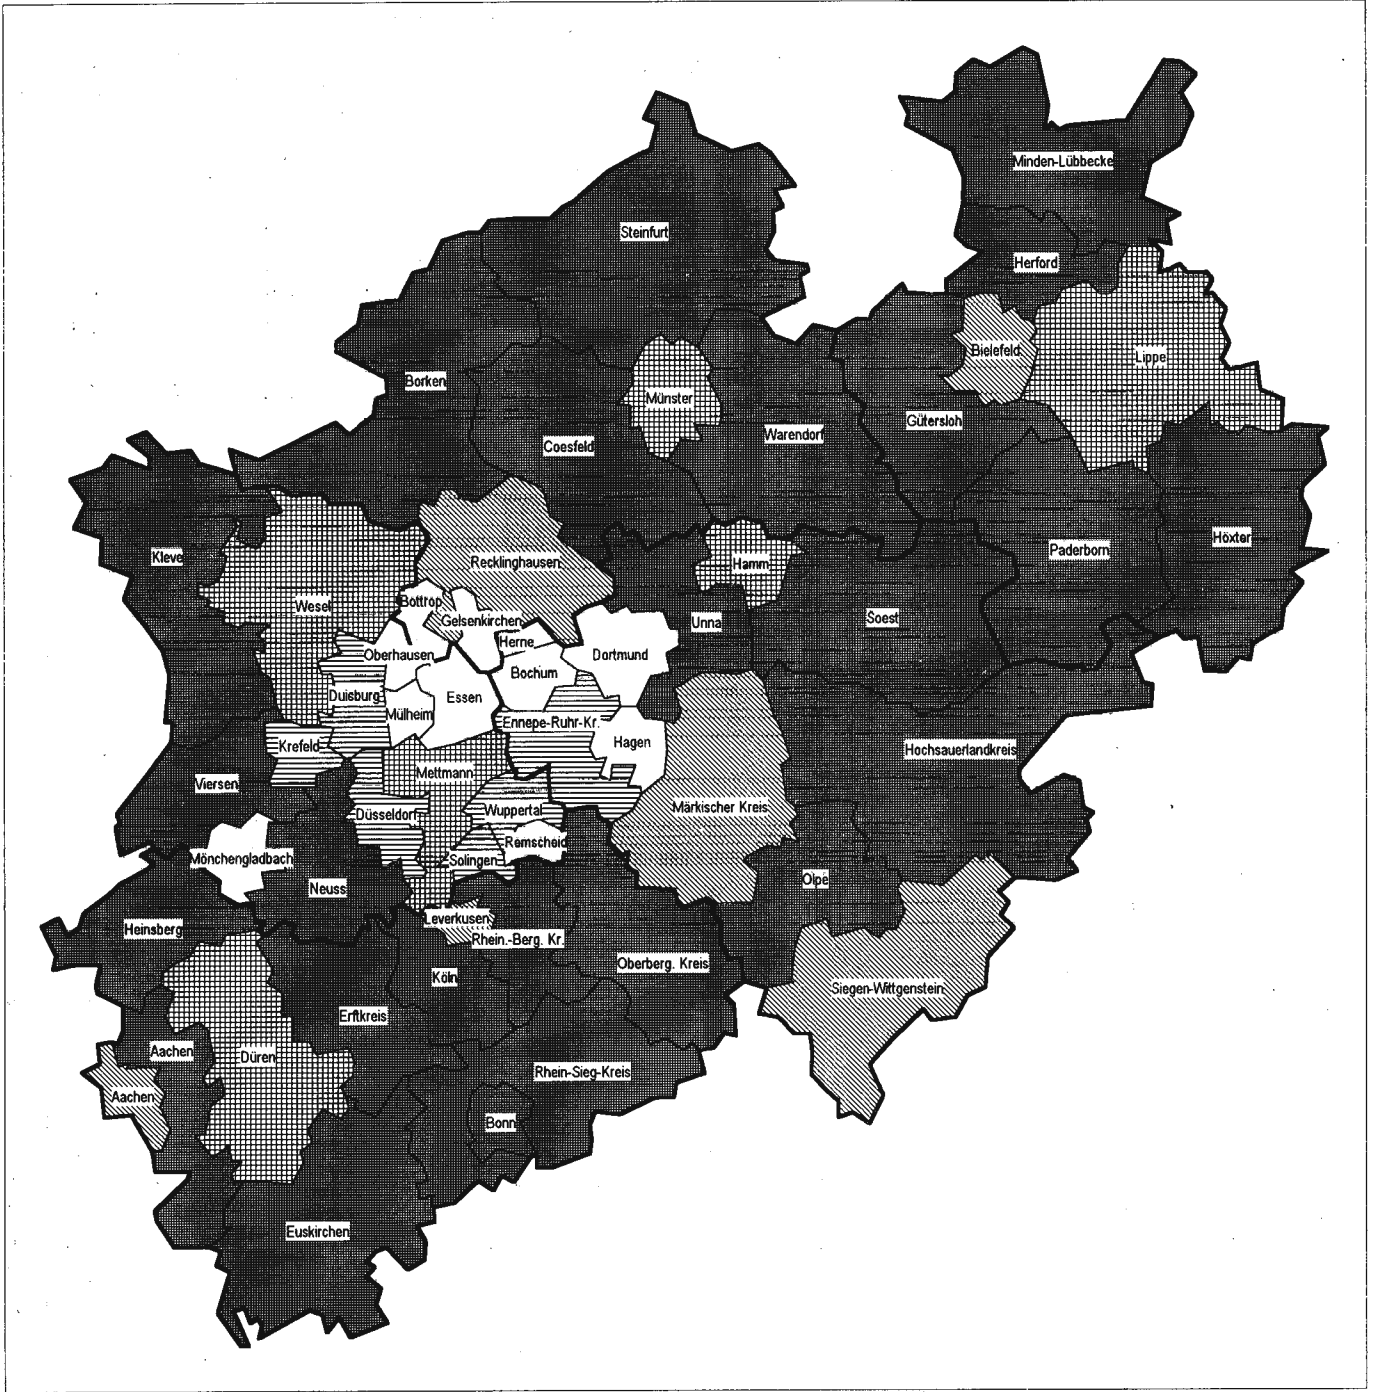 Minden-Lübbecke
Steinfurt
Herford
Bielefeld
Lippe
Borken
Münster
Gütersloh
Warendorf
Coesfeld
Höxter
Paderborn
Kleve
Recklinghausen
Hamm
Wesel
Bottrop
Gelsenkirchen
Unna
Soest
Herne
Oberhausen
Dortmund
Bochum
Duisburg
Essen
Mülheim
Ennepe-Ruhr-Kr.
Krefeld
Hagen
Hochsauerlandkreis
Mettmann
Viersen
Märkischer Kreis
Düsseldorf
Wuppertal
Remscheid
Mönchengladbach
Solingen
Neuss
Olpe
Leverkusen
Heinsberg
Rhein.-Berg. Kr.
Oberberg. Kreis
Köln
Siegen-Wittgenstein
Erftkreis
Aachen
Düren
Rhein-Sieg-Kreis
Aachen
Bonn
Euskirchen